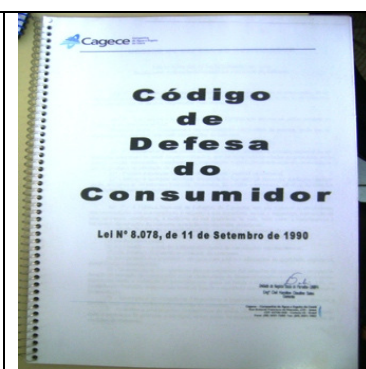 Cagece
Código
de
Defesa
do
Consumidor
Lei Nº 8.078, de 11 de Setembro de 1990